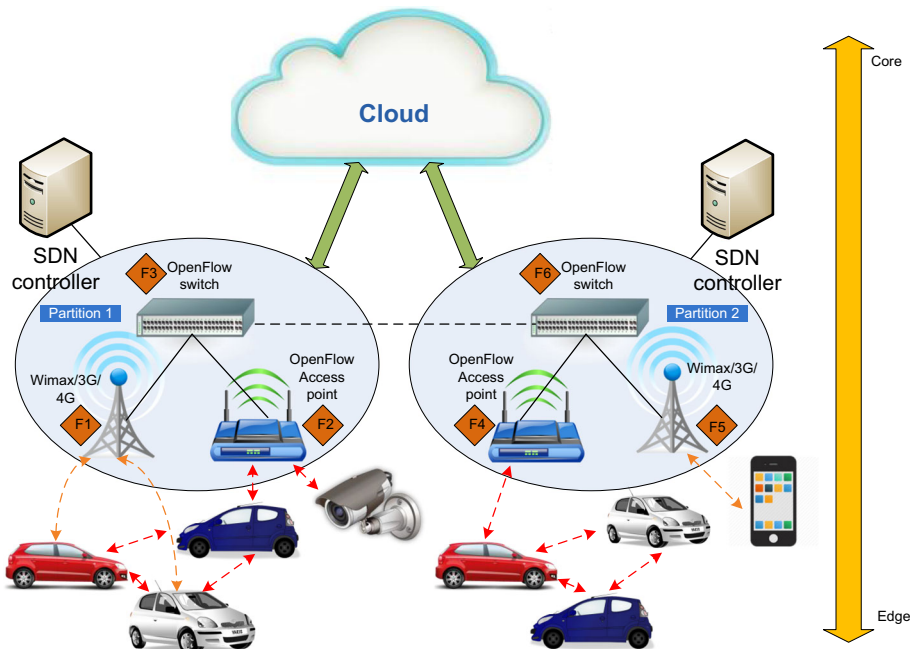 Core
Cloud
SDN
controller
SDN
controller
F3
OpenFlow
switch
F6
OpenFlow
switch
Partition 1
Partition 2
OpenFlow
Access
point
OpenFlow
Access
point
Wimax/3G/
4G
Wimax/3G/
4G
F1
F2
F4
F5
Edge